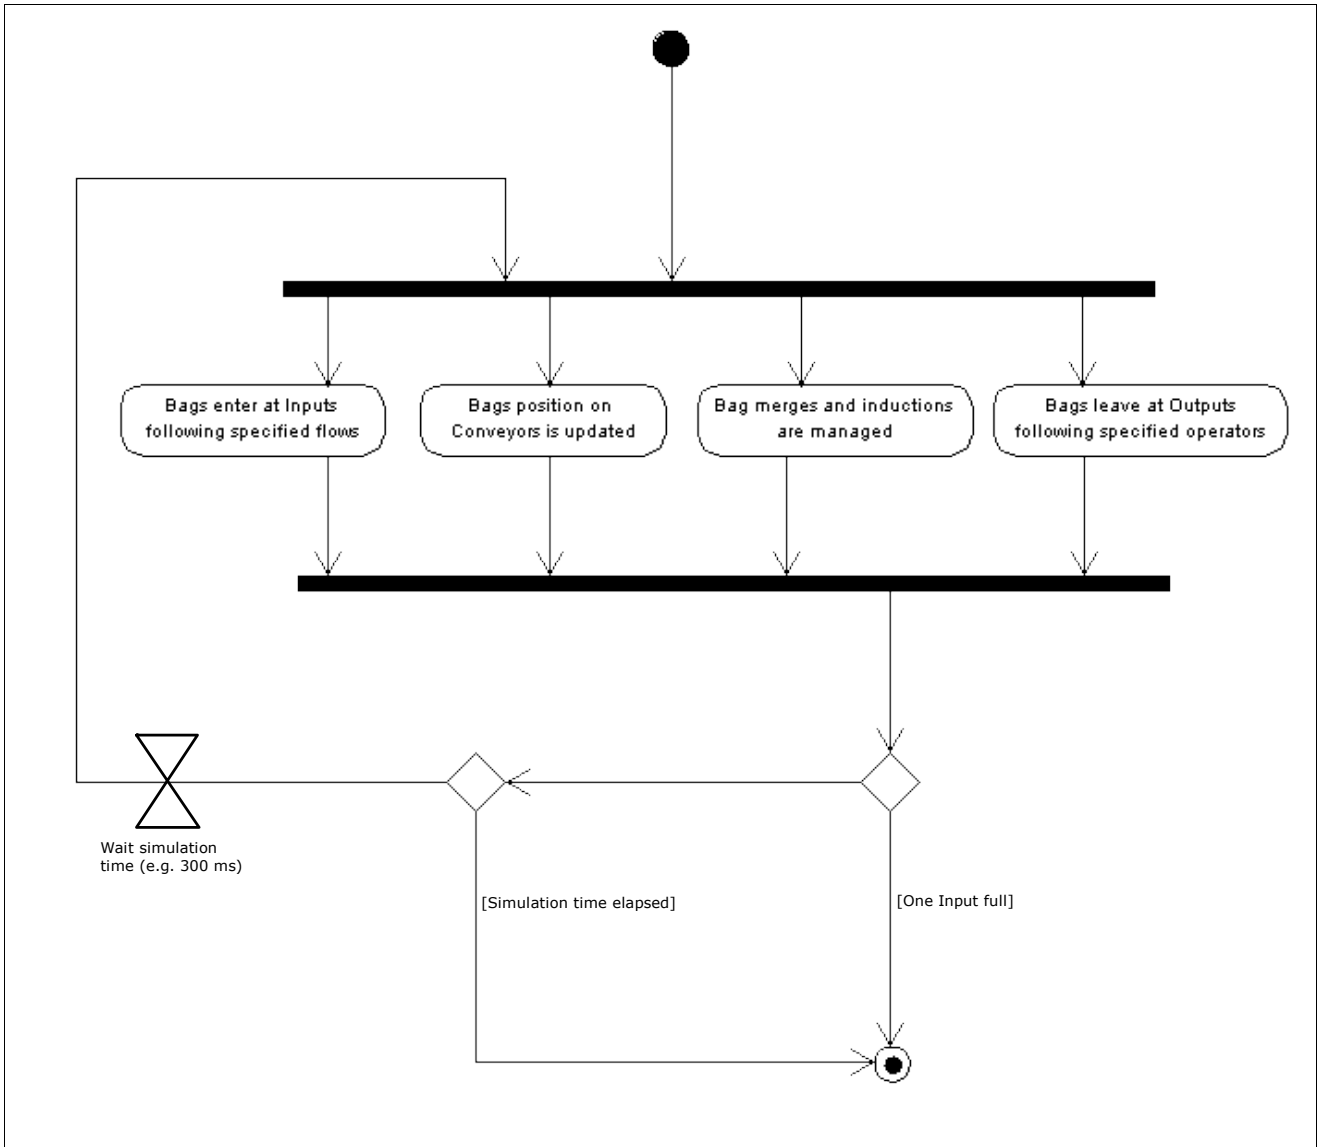 Bags enter at Inputs
following specified flows
Bags position on
Conveyors is updated
Bag merges and inductions
are managed
Bags leave at Outputs
following specified operators
Wait simulation
time (e.g. 300 ms)
[Simulation time elapsed]
[One Input full]